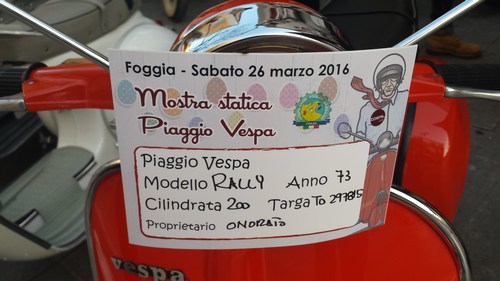 Foggia - Sabato 26 marzo 2016
Mostra statica
Piaggio Vespa
Piaggio Vespa
Modello RALLY Anno 73
Cilindrata 200 Targa To 297815
Proprietario ONORATO
vespa